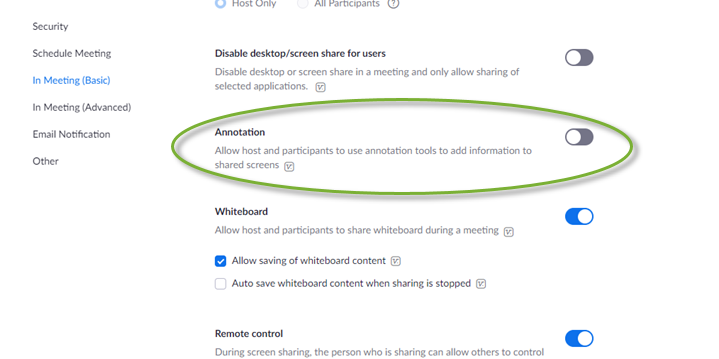 Host Only All Participants ?
Security
Schedule Meeting
In Meeting (Basic)
In Meeting (Advanced)
Email Notification
Other
Disable desktop/screen share for users
Disable desktop or screen share in a meeting and only allow sharing of
selected applications.
Annotation
Allow host and participants to use annotation tools to add information to
shared screens
Whiteboard
Allow host and participants to share whiteboard during a meeting
Allow saving of whiteboard content
Auto save whiteboard content when sharing is stopped
Remote control
During screen sharing, the person who is sharing can allow others to control